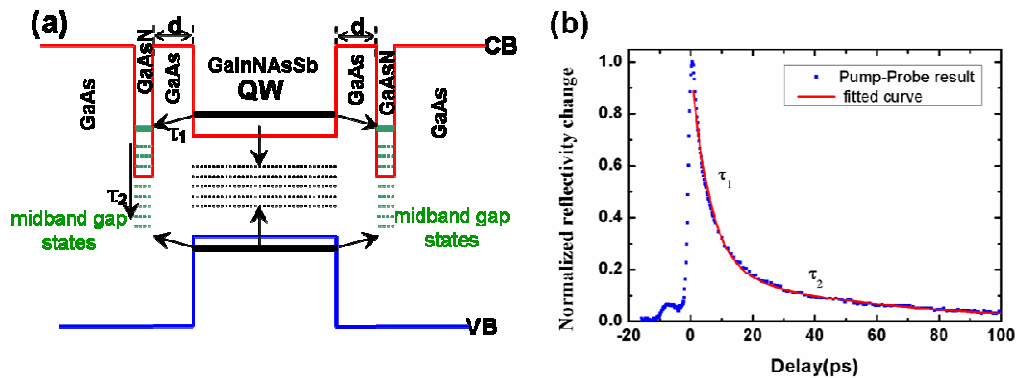 (a)
d
d
CB
GaAs
GaAsN
GaAs
GaInNAsSb
QW
GaAs
GaAsN
GaAs
τ1
τ2
midband gap
states
midband gap
states
VB
(b)
Normalized reflectivity change
1.0
0.8
0.6
0.4
0.2
0.0
Pump-Probe result
fitted curve
τ1
τ2
-20 0 20 40 60 80 100
Delay(ps)